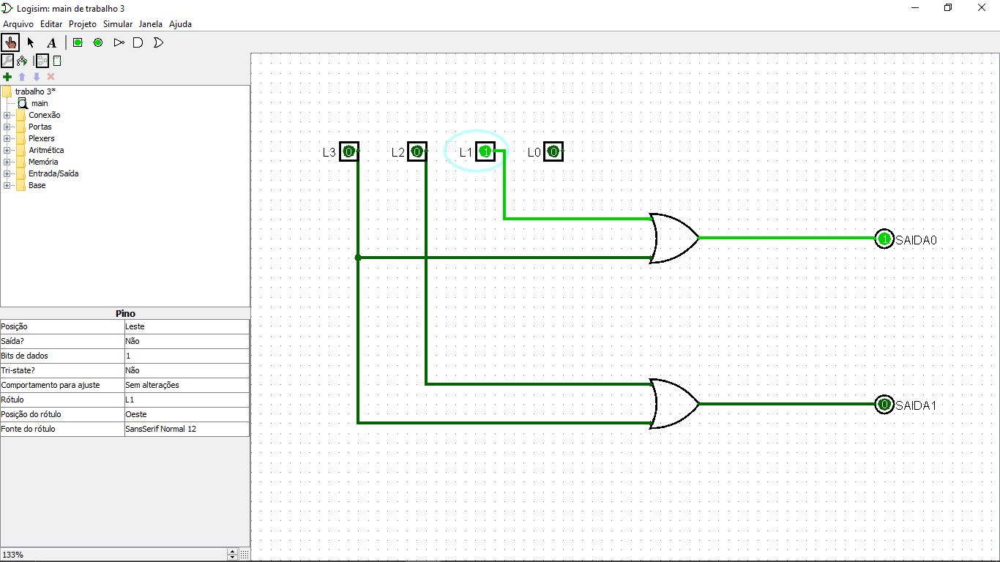 Logisim: main de trabalho 3
Arquivo Editar Projeto Simular Janela Ajuda
A
trabalho 3*
main
Conexão
Portas
Plexers
Aritmética
Memória
Entrada/Saída
Base
Pino
Posição Leste
Saída? Não
Bits de dados 1
Tri-state? Não
Comportamento para ajuste Sem alterações
Rótulo L1
Posição do rótulo Oeste
Fonte do rótulo SansSerif Normal 12
133%
L3 0 L2 0 L1 1 L0 0
1 SAIDA0
0 SAIDA1